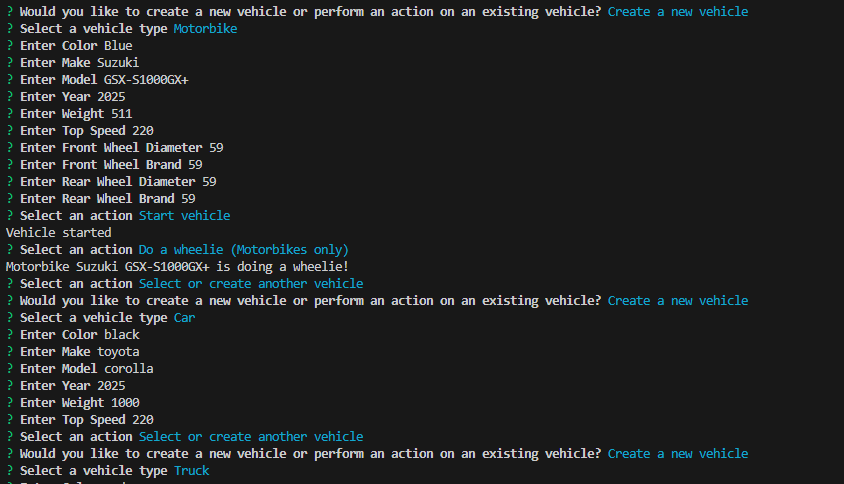 ? Would you like to create a new vehicle or perform an action on an existing vehicle? Create a new vehicle
? Select a vehicle type Motorbike
? Enter Color Blue
? Enter Make Suzuki
? Enter Model GSX-S1000GX+
? Enter Year 2025
? Enter Weight 511
? Enter Top Speed 220
? Enter Front Wheel Diameter 59
? Enter Front Wheel Brand 59
? Enter Rear Wheel Diameter 59
? Enter Rear Wheel Brand 59
? Select an action Start vehicle
Vehicle started
? Select an action Do a wheelie (Motorbikes only)
Motorbike Suzuki GSX-S1000GX+ is doing a wheelie!
? Select an action Select or create another vehicle
? Would you like to create a new vehicle or perform an action on an existing vehicle? Create a new vehicle
? Select a vehicle type Car
? Enter Color black
? Enter Make toyota
? Enter Model corolla
? Enter Year 2025
? Enter Weight 1000
? Enter Top Speed 220
? Select an action Select or create another vehicle
? Would you like to create a new vehicle or perform an action on an existing vehicle? Create a new vehicle
? Select a vehicle type Truck